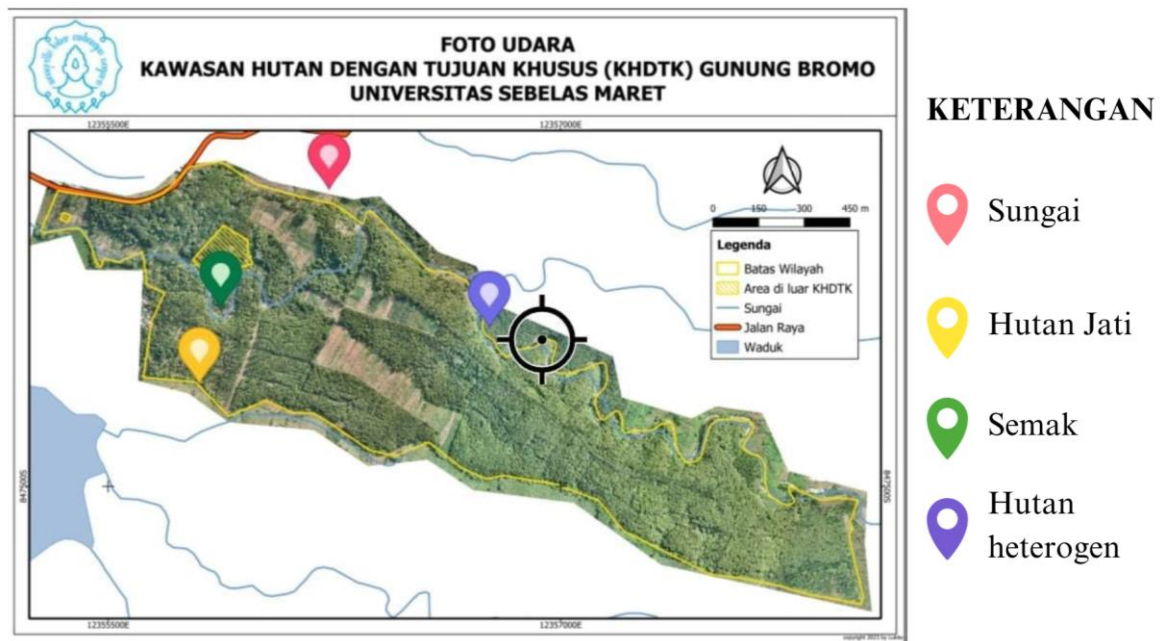 FOTO UDARA
KAWASAN HUTAN DENGAN TUJUAN KHUSUS (KHDTK) GUNUNG BROMO
UNIVERSITAS SEBELAS MARET
12355500E
12357000E
0 150 300 450 m
Legenda
Batas Wilayah
Area di luar KHDTK
Sungai
Jalan Raya
Waduk
847500S
847500S
12355500E
12357000E
KETERANGAN
Sungai
Hutan Jati
Semak
Hutan
heterogen